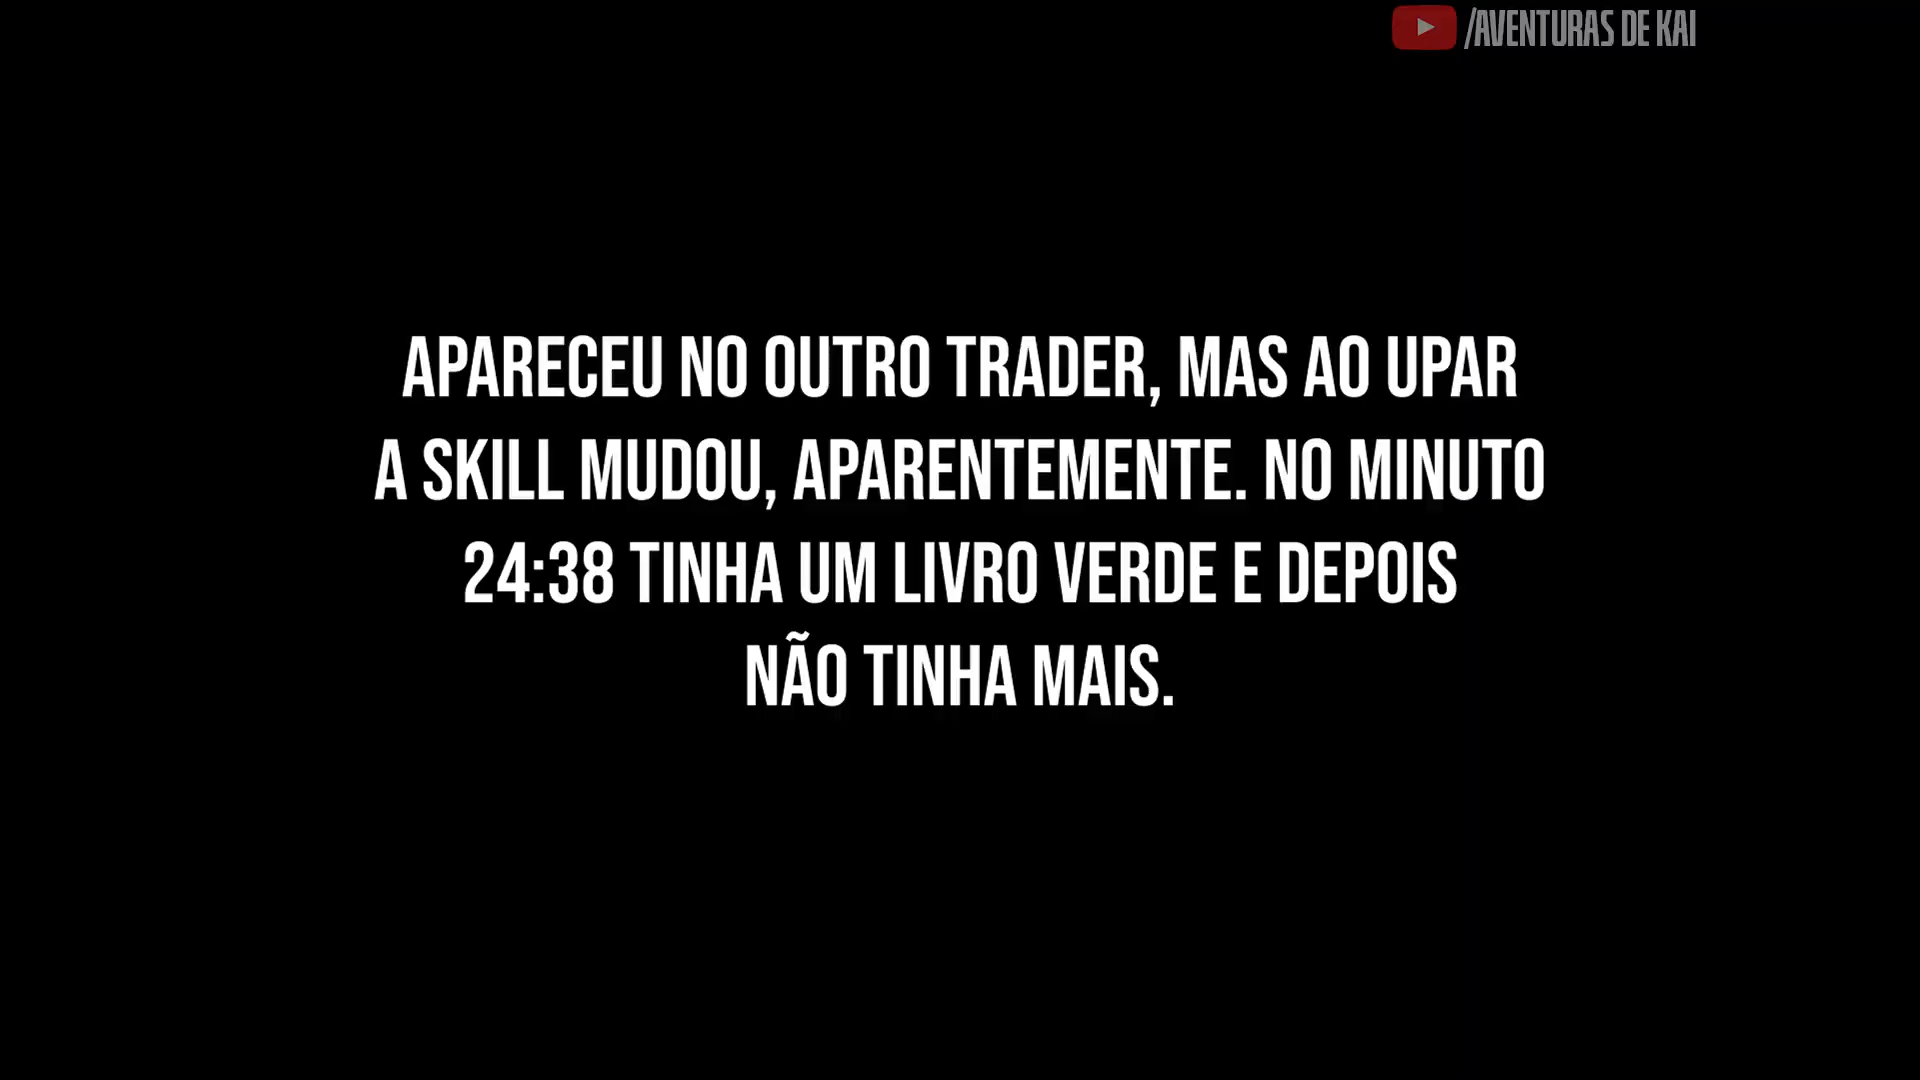 /AVENTURAS DE KAI
APARECEU NO OUTRO TRADER, MAS AO UPAR
A SKILL MUDOU, APARENTEMENTE. NO MINUTO
24:38 TINHA UM LIVRO VERDE E DEPOIS
NÃO TINHA MAIS.